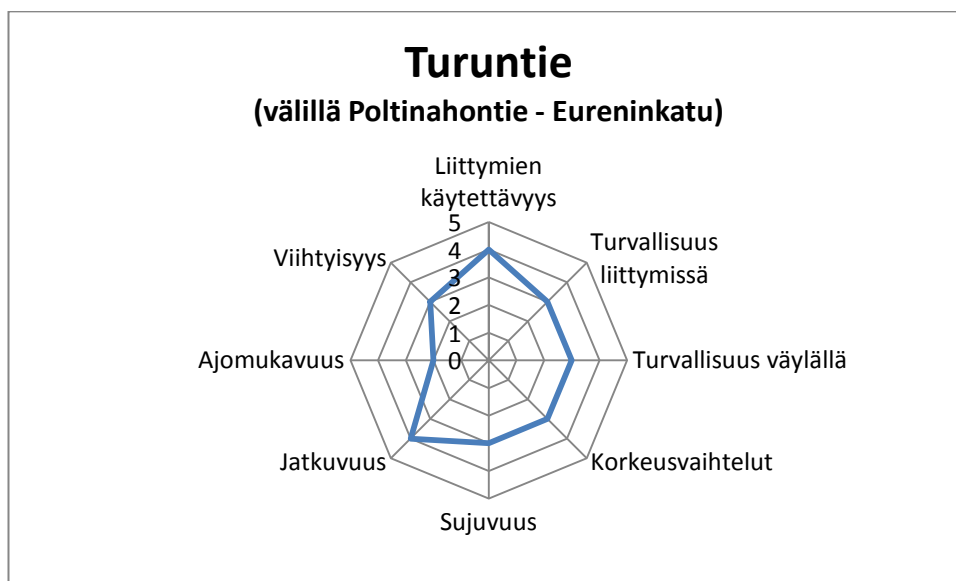 Turuntie
(välillä Poltinahontie - Eureninkatu)
Liittymien
käytettävyys
Turvallisuus
liittymissä
Turvallisuus väylällä
Korkeusvaihtelut
Sujuvuus
Jatkuvuus
Ajomukavuus
Viihtyisyys
5
4
3
2
1
0